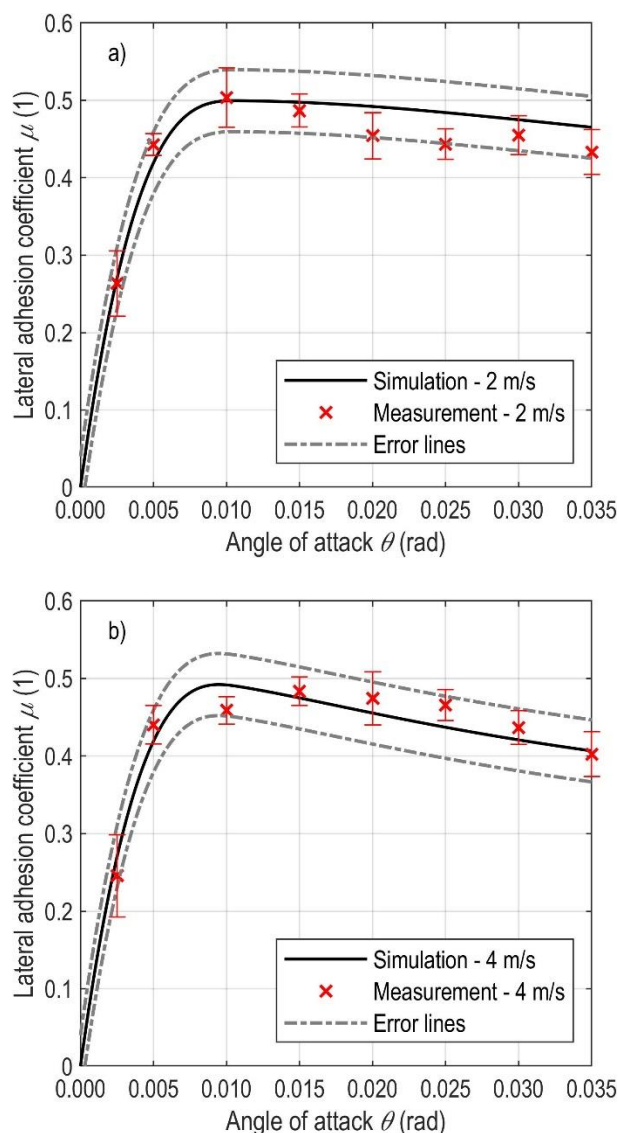 a)
0.6
0.5
0.4
0.3
0.2
0.1
0
Lateral adhesion coefficient μ (1)
Simulation - 2 m/s
Measurement - 2 m/s
Error lines
0.000 0.005 0.010 0.015 0.020 0.025 0.030 0.035
Angle of attack θ (rad)
b)
0.6
0.5
0.4
0.3
0.2
0.1
0
Lateral adhesion coefficient μ (1)
Simulation - 4 m/s
Measurement - 4 m/s
Error lines
0.000 0.005 0.010 0.015 0.020 0.025 0.030 0.035
Angle of attack θ (rad)